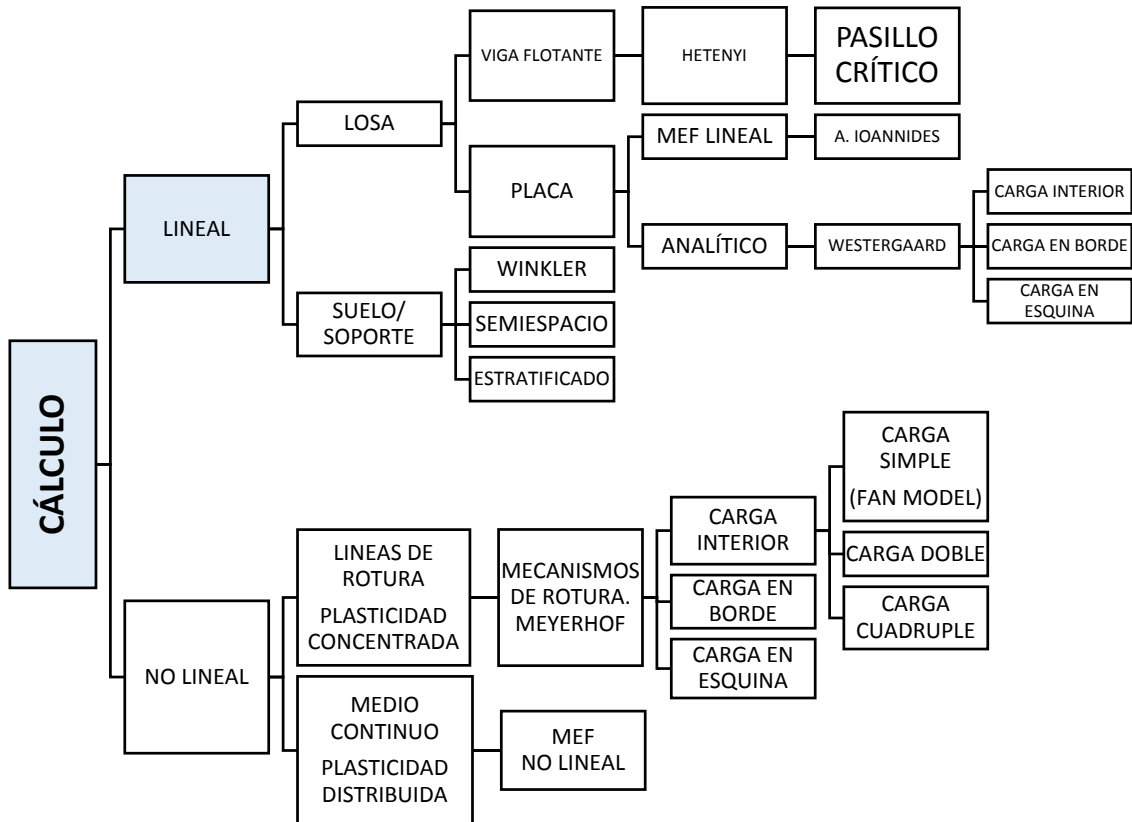 CÁLCULO
LINEAL
LOSA
VIGA FLOTANTE
HETENYI
PASILLO
CRÍTICO
PLACA
MEF LINEAL
A. IOANNIDES
ANALÍTICO
WESTERGAARD
CARGA INTERIOR
CARGA EN BORDE
CARGA EN
ESQUINA
SUELO/
SOPORTE
WINKLER
SEMIESPACIO
ESTRATIFICADO
NO LINEAL
LINEAS DE
ROTURA
PLASTICIDAD
CONCENTRADA
MECANISMOS
DE ROTURA.
MEYERHOF
CARGA
INTERIOR
CARGA
SIMPLE
(FAN MODEL)
CARGA DOBLE
CARGA
CUADRUPLE
CARGA EN
BORDE
CARGA EN
ESQUINA
MEDIO
CONTINUO
PLASTICIDAD
DISTRIBUIDA
MEF
NO LINEAL